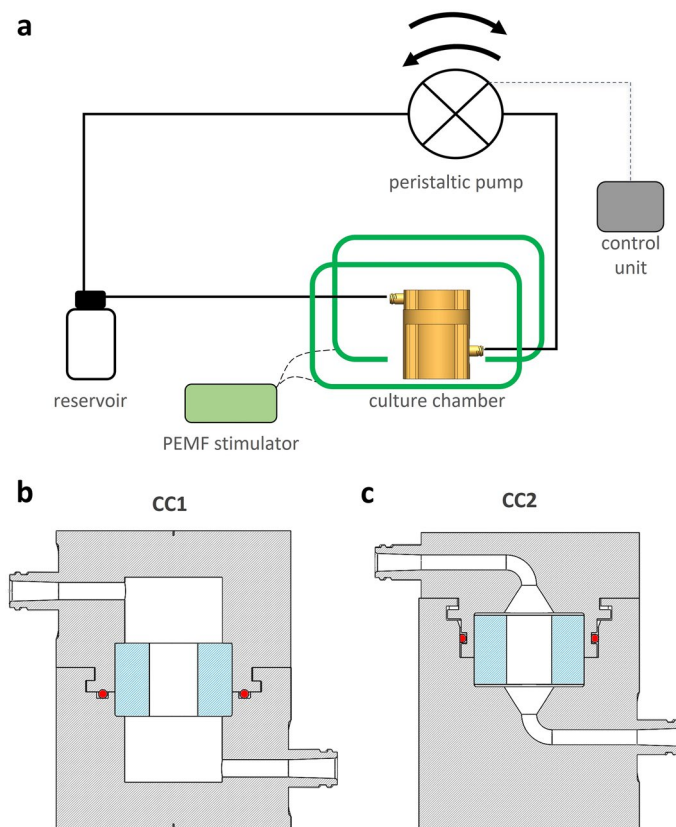 a
peristaltic pump
control
unit
reservoir
culture chamber
PEMF stimulator
b
CC1
c
CC2